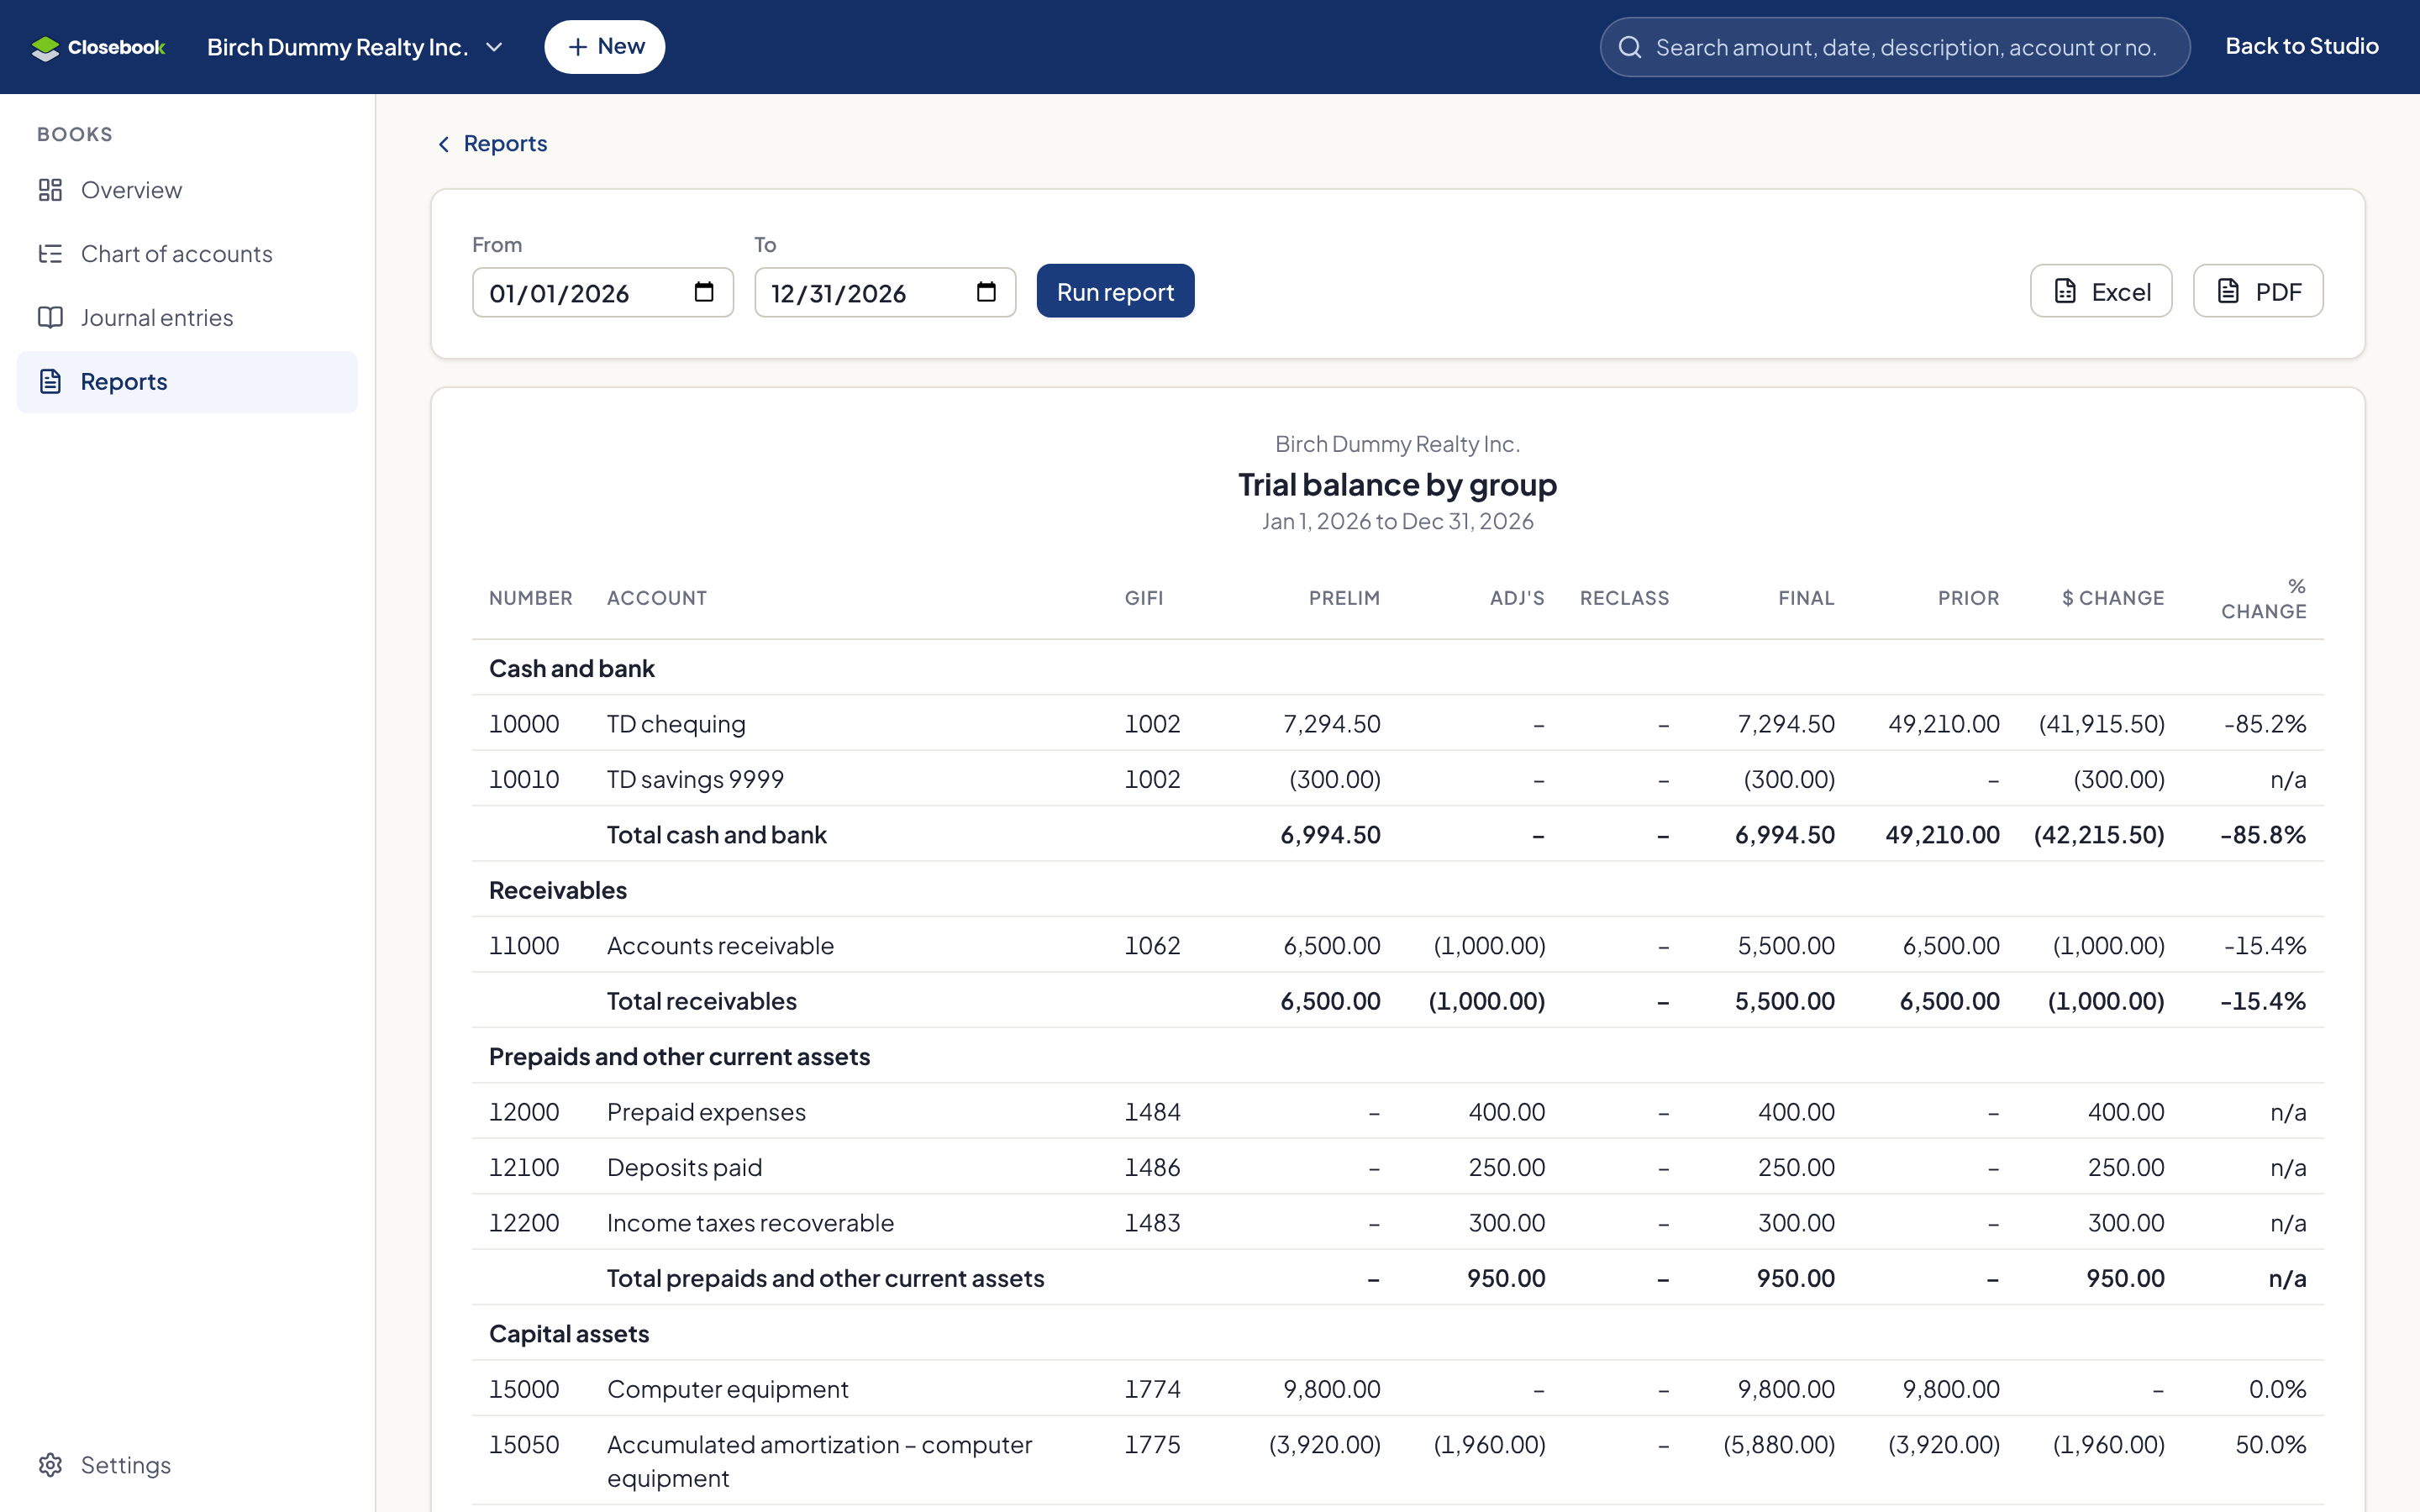 Closebook
Birch Dummy Realty Inc.
New
Search amount, date, description, account or no.
Back to Studio
BOOKS
Overview
Chart of accounts
Journal entries
Reports
Settings
Reports
From To
01/01/2026 12/31/2026 Run report Excel PDF
Birch Dummy Realty Inc.
Trial balance by group
Jan 1, 2026 to Dec 31, 2026
NUMBER ACCOUNT GIFI PRELIM ADJ'S RECLASS FINAL PRIOR $ CHANGE % CHANGE
Cash and bank
10000 TD chequing 1002 7,294.50 – – 7,294.50 49,210.00 (41,915.50) -85.2%
10010 TD savings 9999 1002 (300.00) – – (300.00) – (300.00) n/a
Total cash and bank 6,994.50 – – 6,994.50 49,210.00 (42,215.50) -85.8%
Receivables
11000 Accounts receivable 1062 6,500.00 (1,000.00) – 5,500.00 6,500.00 (1,000.00) -15.4%
Total receivables 6,500.00 (1,000.00) – 5,500.00 6,500.00 (1,000.00) -15.4%
Prepaids and other current assets
12000 Prepaid expenses 1484 – 400.00 – 400.00 – 400.00 n/a
12100 Deposits paid 1486 – 250.00 – 250.00 – 250.00 n/a
12200 Income taxes recoverable 1483 – 300.00 – 300.00 – 300.00 n/a
Total prepaids and other current assets – 950.00 – 950.00 – 950.00 n/a
Capital assets
15000 Computer equipment 1774 9,800.00 – – 9,800.00 9,800.00 – 0.0%
15050 Accumulated amortization – computer 1775 (3,920.00) (1,960.00) – (5,880.00) (3,920.00) (1,960.00) 50.0%
equipment